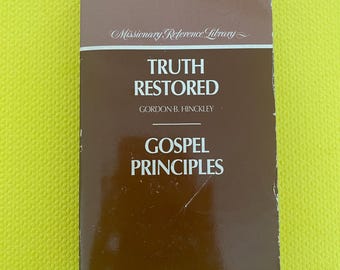 Missionary Reference Library
TRUTH
RESTORED
GORDON B. HINCKLEY
GOSPEL
PRINCIPLES